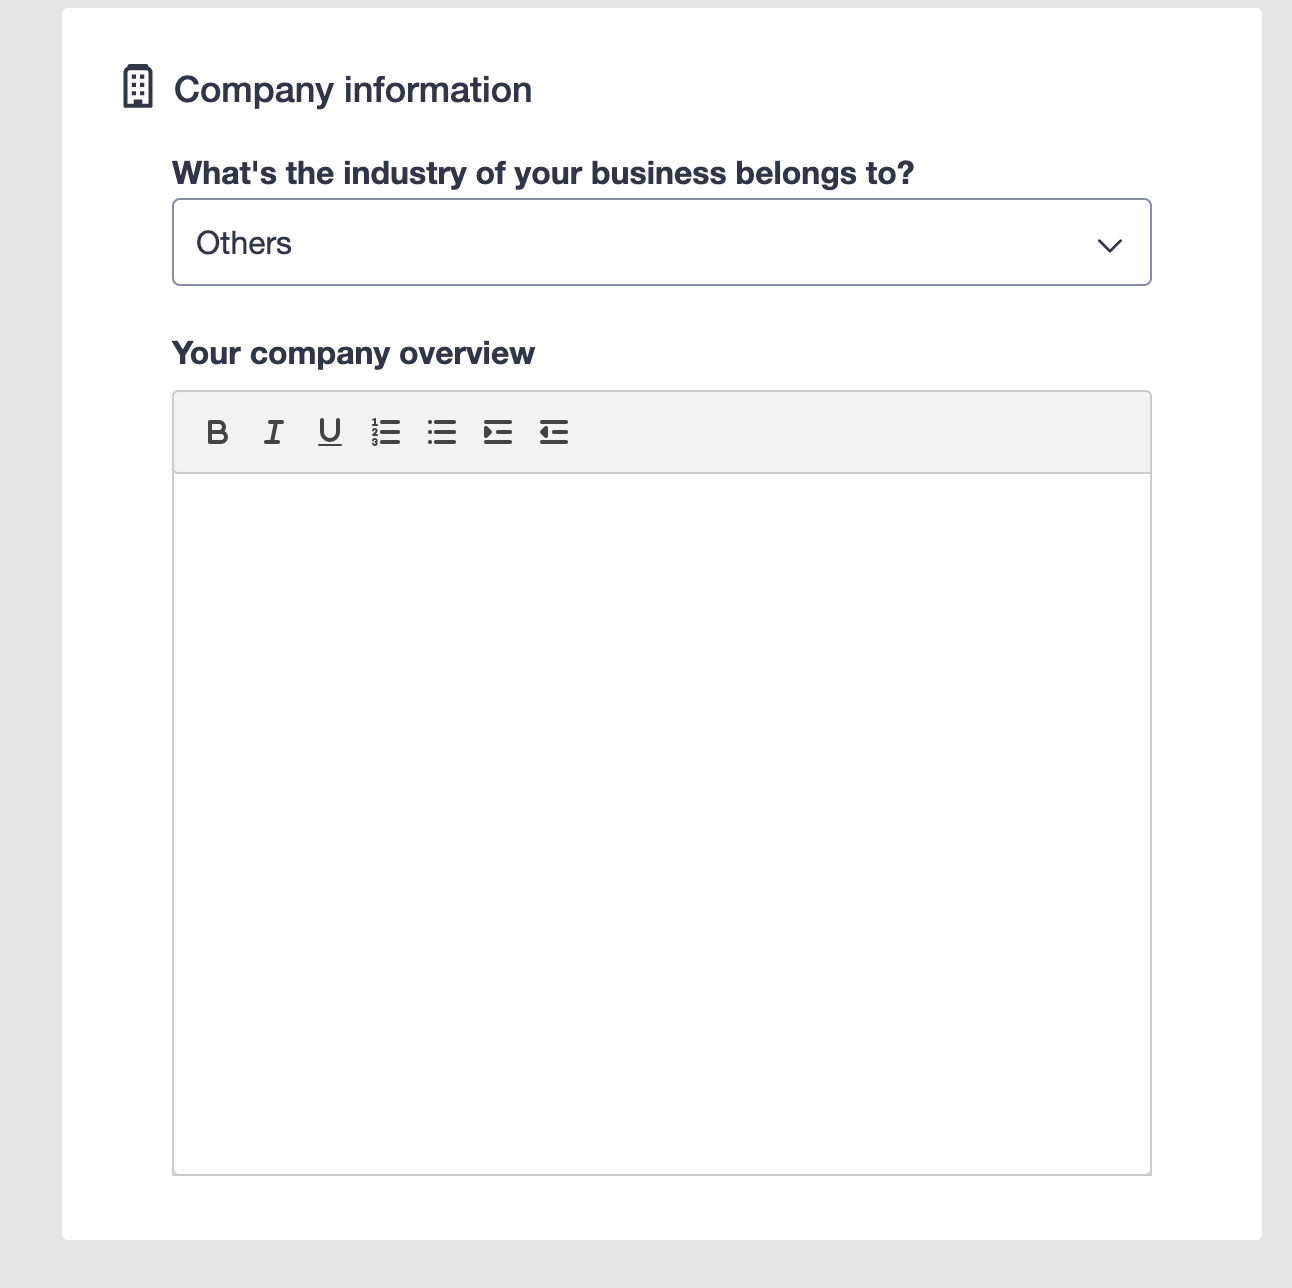 Company information
What's the industry of your business belongs to?
Others
Your company overview
B I U